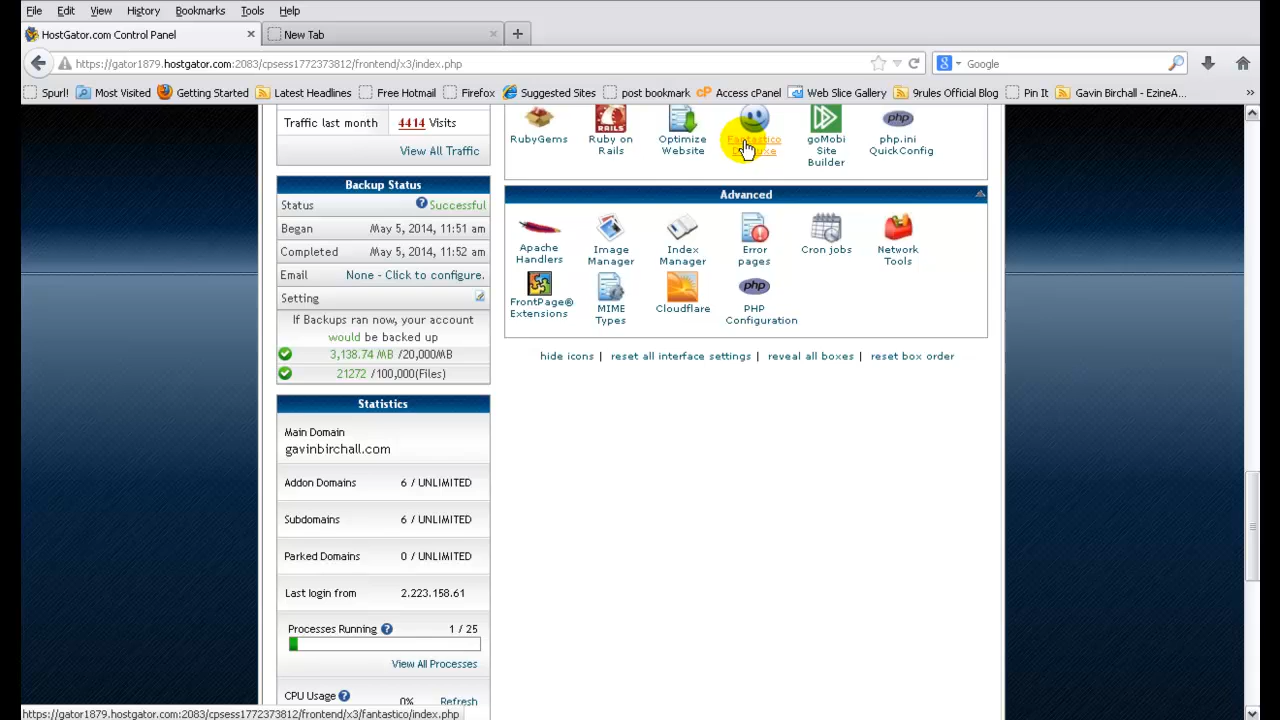 File Edit View History Bookmarks Tools Help
HostGator.com Control Panel × New Tab × +
https://gator1879.hostgator.com:2083/cpsess1772373812/frontend/x3/index.php Google
Spurl! Most Visited Getting Started Latest Headlines Free Hotmail Firefox Suggested Sites post bookmark Access cPanel Web Slice Gallery 9rules Official Blog Pin It Gavin Birchall - EzineA... »
Traffic last month 4414 Visits
View All Traffic
Backup Status
Status Successful
Began May 5, 2014, 11:51 am
Completed May 5, 2014, 11:52 am
Email None - Click to configure.
Setting
If Backups ran now, your account
would be backed up
3,138.74 MB /20,000MB
21272 /100,000(Files)
Statistics
Main Domain
gavinbirchall.com
Addon Domains 6 / UNLIMITED
Subdomains 6 / UNLIMITED
Parked Domains 0 / UNLIMITED
Last login from 2.223.158.61
Processes Running 1 / 25
View All Processes
CPU Usage 0% Refresh
RubyGems
RAILS
Ruby on
Rails
Optimize
Website
Fantastico
goMobi
Site
Builder
php
php.ini
QuickConfig
Advanced
Apache
Handlers
Image
Manager
Index
Manager
Error
pages
Cron jobs
Network
Tools
FrontPage®
Extensions
MIME
Types
Cloudflare
php
PHP
Configuration
hide icons | reset all interface settings | reveal all boxes | reset box order
https://gator1879.hostgator.com:2083/cpsess1772373812/frontend/x3/fantastico/index.php